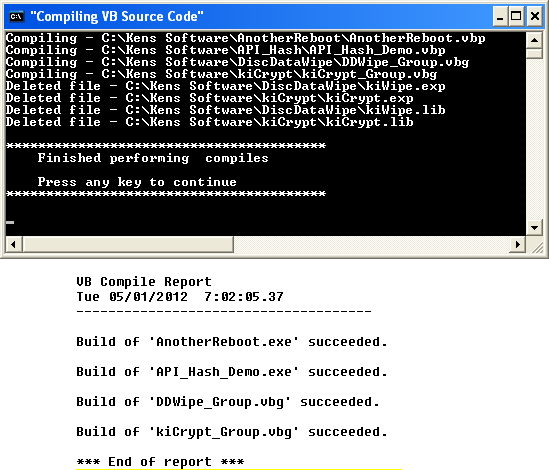 "Compiling VB Source Code"
Compiling - C:\Kens Software\AnotherReboot\AnotherReboot.vbp
Compiling - C:\Kens Software\API_Hash\API_Hash_Demo.vbp
Compiling - C:\Kens Software\DiscDataWipe\DDWipe_Group.vbg
Compiling - C:\Kens Software\kiCrypt\kiCrypt_Group.vbg
Deleted file - C:\Kens Software\DiscDataWipe\kiWipe.exp
Deleted file - C:\Kens Software\kiCrypt\kiCrypt.exp
Deleted file - C:\Kens Software\DiscDataWipe\kiWipe.lib
Deleted file - C:\Kens Software\kiCrypt\kiCrypt.lib
****************************************
Finished performing  compiles
Press any key to continue
****************************************
VB Compile Report
Tue 05/01/2012  7:02:05.37
-------------------------------------
Build of 'AnotherReboot.exe' succeeded.
Build of 'API_Hash_Demo.exe' succeeded.
Build of 'DDWipe_Group.vbg' succeeded.
Build of 'kiCrypt_Group.vbg' succeeded.
*** End of report ***